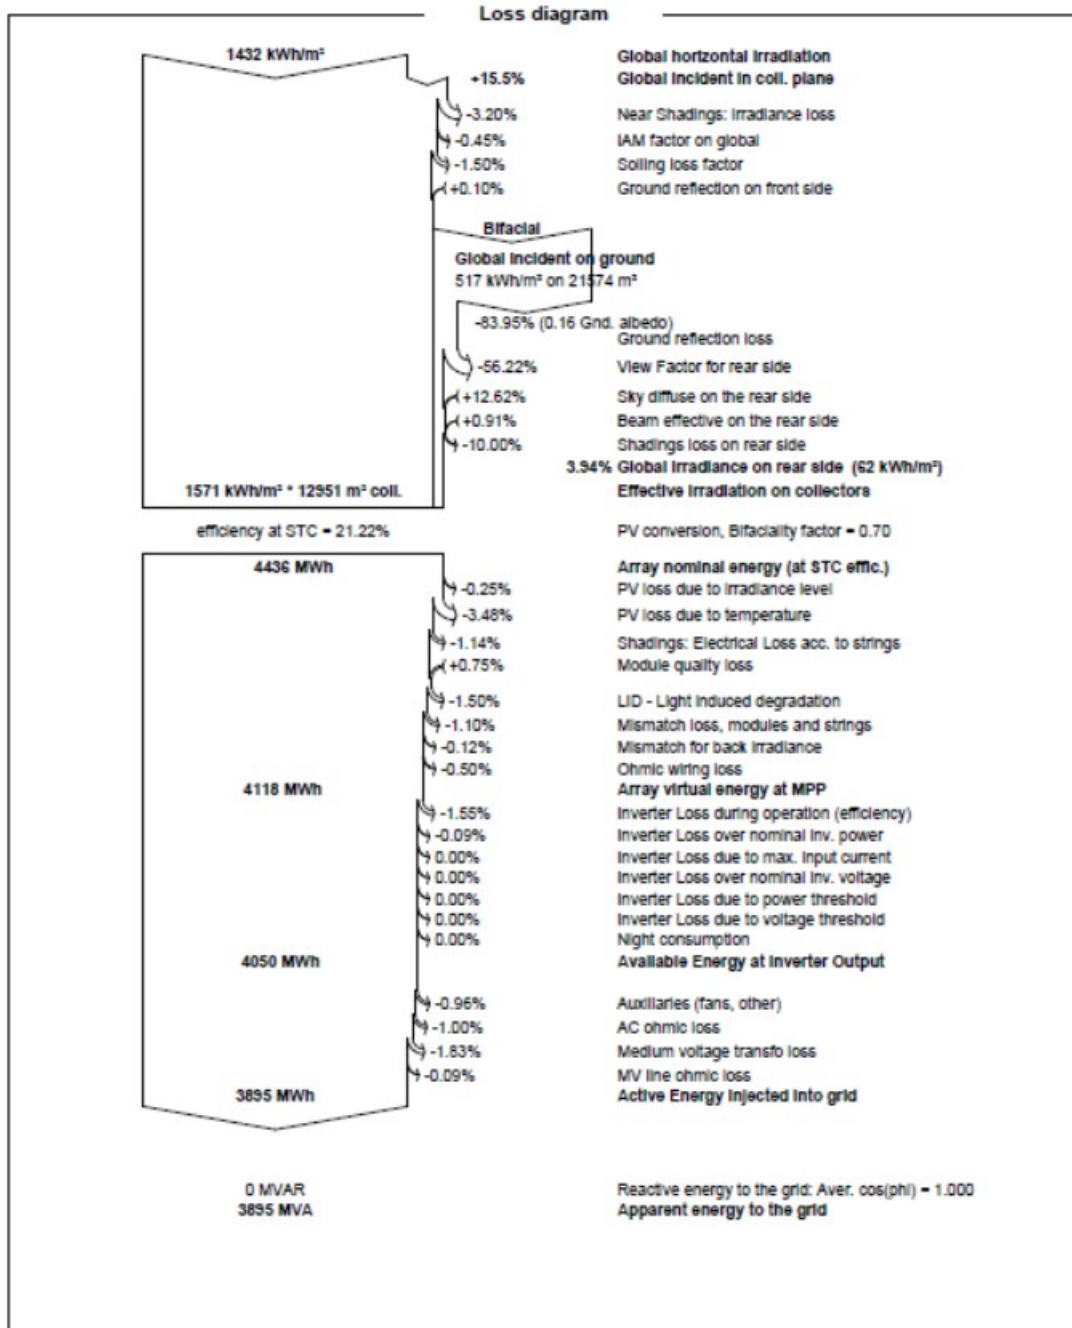 Loss diagram
1432 kWh/m² Global horizontal irradiation
+15.5% Global incident in coll. plane
-3.20% Near Shadings: irradiance loss
-0.45% IAM factor on global
-1.50% Soiling loss factor
+0.10% Ground reflection on front side
Bifacial
Global incident on ground
517 kWh/m² on 21574 m²
-83.95% (0.16 Gnd. albedo)
Ground reflection loss
-56.22% View Factor for rear side
+12.62% Sky diffuse on the rear side
+0.91% Beam effective on the rear side
-10.00% Shadings loss on rear side
3.94% Global Irradiance on rear side (62 kWh/m²)
1571 kWh/m² * 12951 m² coll. Effective irradiation on collectors
efficiency at STC = 21.22% PV conversion, Bifaciality factor = 0.70
4436 MWh Array nominal energy (at STC effic.)
-0.25% PV loss due to irradiance level
-3.48% PV loss due to temperature
-1.14% Shadings: Electrical Loss acc. to strings
+0.75% Module quality loss
-1.50% LID - Light induced degradation
-1.10% Mismatch loss, modules and strings
-0.12% Mismatch for back irradiance
-0.50% Ohmic wiring loss
4118 MWh Array virtual energy at MPP
-1.55% Inverter Loss during operation (efficiency)
-0.09% Inverter Loss over nominal inv. power
0.00% Inverter Loss due to max. input current
0.00% Inverter Loss over nominal inv. voltage
0.00% Inverter Loss due to power threshold
0.00% Inverter Loss due to voltage threshold
0.00% Night consumption
4050 MWh Available Energy at Inverter Output
-0.96% Auxiliaries (fans, other)
-1.00% AC ohmic loss
-1.83% Medium voltage transfo loss
-0.09% MV line ohmic loss
3895 MWh Active Energy injected into grid
0 MVAR Reactive energy to the grid: Aver. cos(phi) = 1.000
3895 MVA Apparent energy to the grid